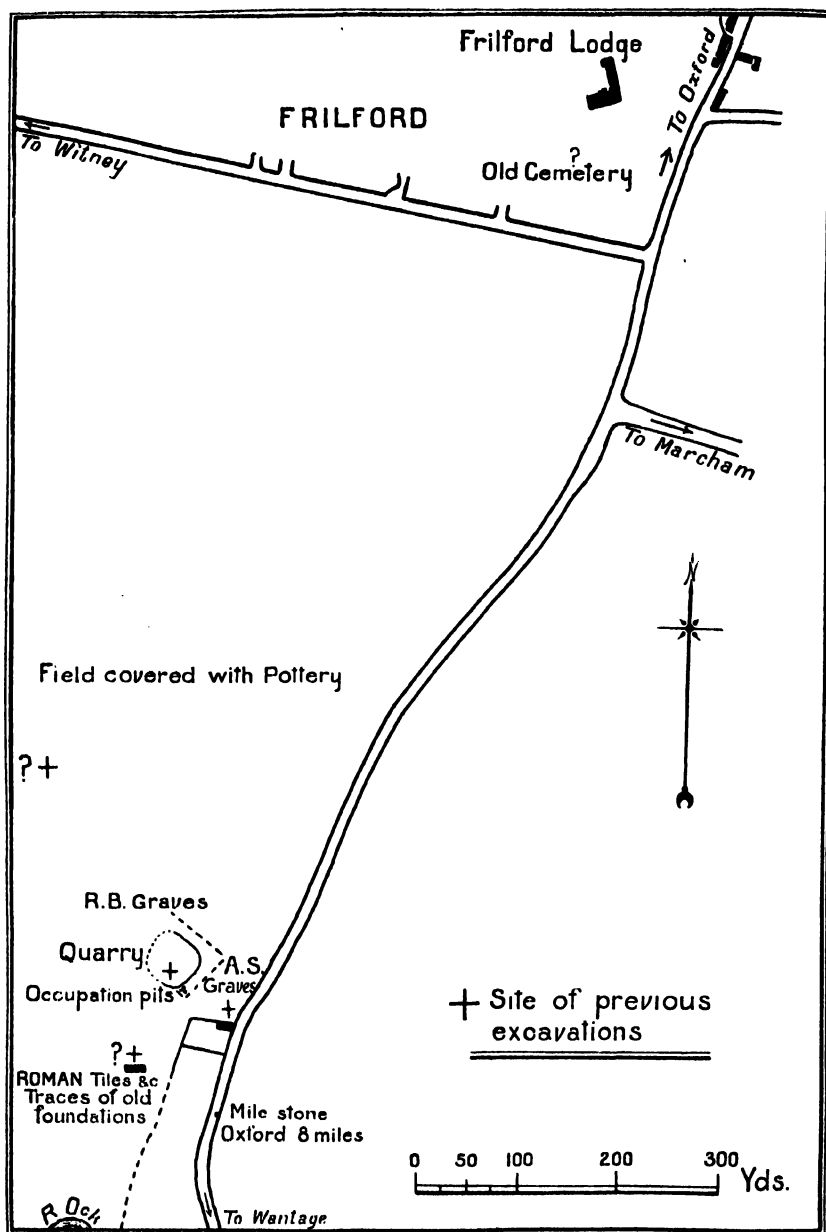 Frilford Lodge
To Oxford
FRILFORD
To Witney
?
Old Cemetery
To Marcham
N
Field covered with Pottery
? +
R.B. Graves
Quarry
+
A.S.
Graves
Occupation pits
+
+ Site of previous
excavations
? +
ROMAN Tiles &c
Traces of old
foundations
Mile stone
Oxford 8 miles
0 50 100 200 300
Yds.
R Ock
To Wantage